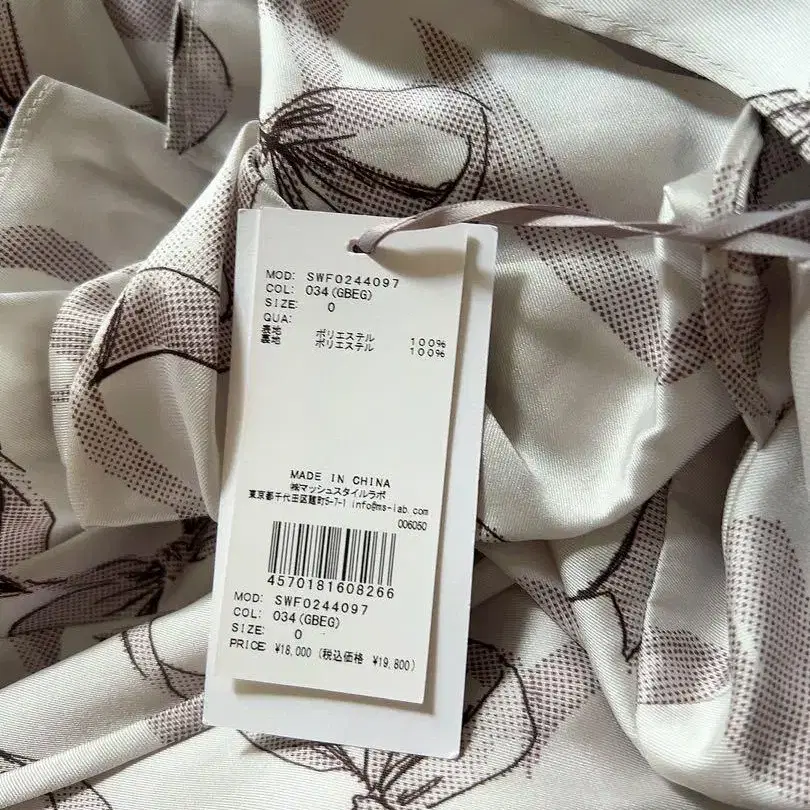 MOD: SWF0244097
COL: 034(GBEG)
SIZE: 0
QUA:
表地 ポリエステル 100%
裏地 ポリエステル 100%
MADE IN CHINA
㈱マッシュスタイルラボ
東京都千代田区麹町5-7-1 info@ms-lab.com
006050
4570181608266
MOD: SWF0244097
COL: 034(GBEG)
SIZE: 0
PRICE: ¥18,000 (税込価格 ¥19,800)